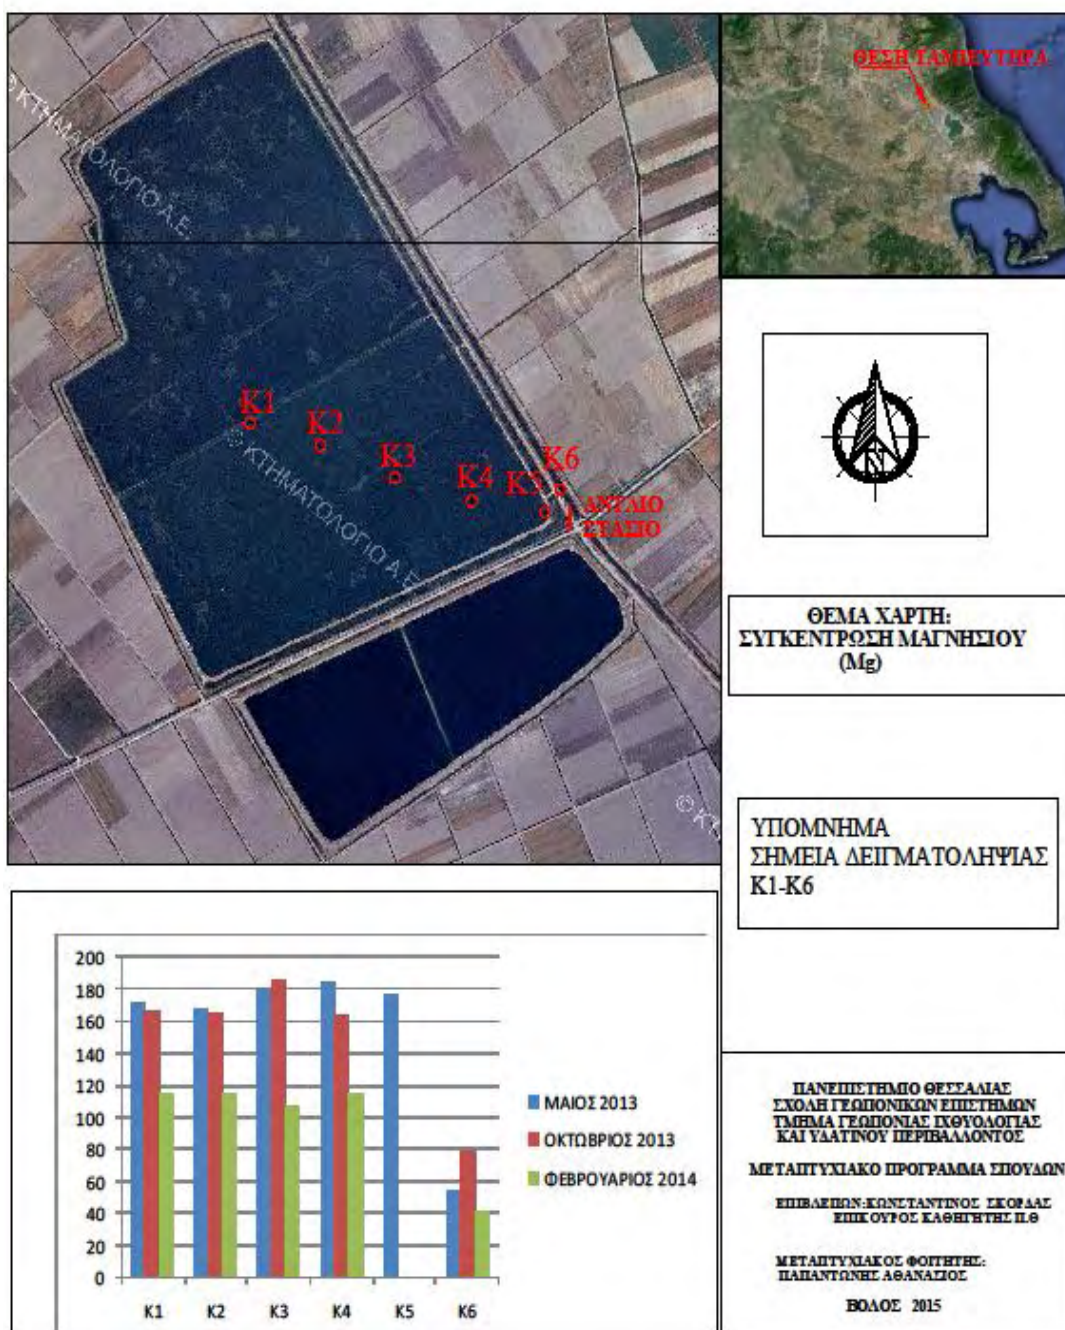 © ΚΤΗΜΑΤΟΛΟΓΙΟ Α.Ε.
ΘΕΣΗ ΤΑΜΙΕΥΤΗΡΑ
K1
K2
K3
K4
K5
K6
© ΚΤΗΜΑΤΟΛΟΓΙΟ Α.Ε.
ΑΝΤΛΙΟ
ΣΤΑΣΙΟ
N
ΘΕΜΑ ΧΑΡΤΗ:
ΣΥΓΚΕΝΤΡΩΣΗ ΜΑΓΝΗΣΙΟΥ
(Mg)
ΥΠΟΜΝΗΜΑ
ΣΗΜΕΙΑ ΔΕΙΓΜΑΤΟΛΗΨΙΑΣ
K1-K6
200
180
160
140
120
100
80
60
40
20
0
K1 K2 K3 K4 K5 K6
ΜΑΙΟΣ 2013
ΟΚΤΩΒΡΙΟΣ 2013
ΦΕΒΡΟΥΑΡΙΟΣ 2014
ΠΑΝΕΠΙΣΤΗΜΙΟ ΘΕΣΣΑΛΙΑΣ
ΣΧΟΛΗ ΓΕΩΠΟΝΙΚΩΝ ΕΠΙΣΤΗΜΩΝ
ΤΜΗΜΑ ΓΕΩΠΟΝΙΑΣ ΙΧΘΥΟΛΟΓΙΑΣ
ΚΑΙ ΥΔΑΤΙΝΟΥ ΠΕΡΙΒΑΛΛΟΝΤΟΣ
ΜΕΤΑΠΤΥΧΙΑΚΟ ΠΡΟΓΡΑΜΜΑ ΣΠΟΥΔΩΝ
ΕΠΙΒΛΕΠΩΝ:ΚΩΝΣΤΑΝΤΙΝΟΣ ΣΚΟΡΔΑΣ
ΕΠΙΚΟΥΡΟΣ ΚΑΘΗΓΗΤΗΣ Π.Θ
ΜΕΤΑΠΤΥΧΙΑΚΟΣ ΦΟΙΤΗΤΗΣ:
ΠΑΠΑΝΤΩΝΗΣ ΑΘΑΝΑΣΙΟΣ
ΒΟΛΟΣ 2015